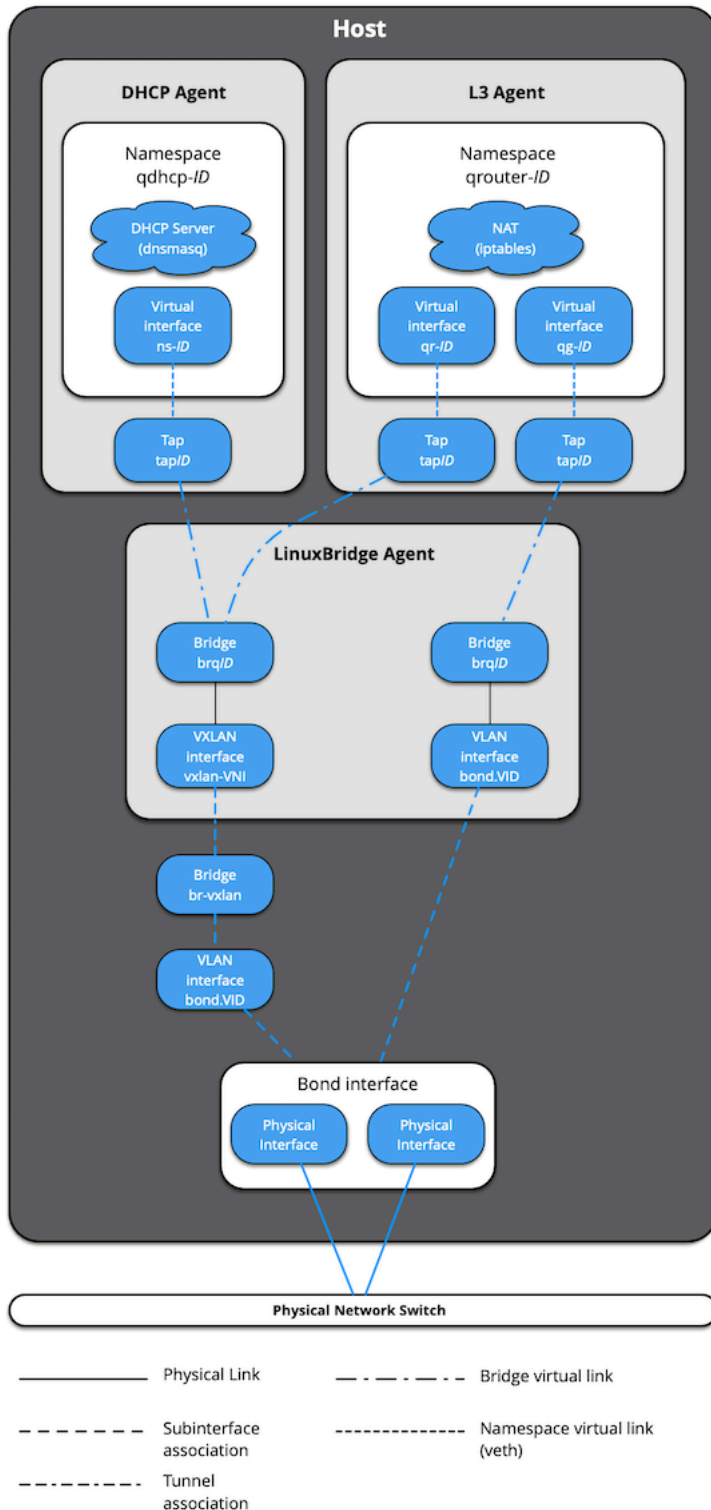 Host
DHCP Agent
Namespace
qdhcp-ID
DHCP Server
(dnsmasq)
Virtual
interface
ns-ID
Tap
tapID
L3 Agent
Namespace
qrouter-ID
NAT
(iptables)
Virtual
interface
qr-ID
Virtual
interface
qg-ID
Tap
tapID
Tap
tapID
LinuxBridge Agent
Bridge
brqID
Bridge
brqID
VXLAN
interface
vxlan-VNI
VLAN
interface
bond.VID
Bridge
br-vxlan
VLAN
interface
bond.VID
Bond interface
Physical
Interface
Physical
Interface
Physical Network Switch
Physical Link
Bridge virtual link
Subinterface
association
Namespace virtual link
(veth)
Tunnel
association